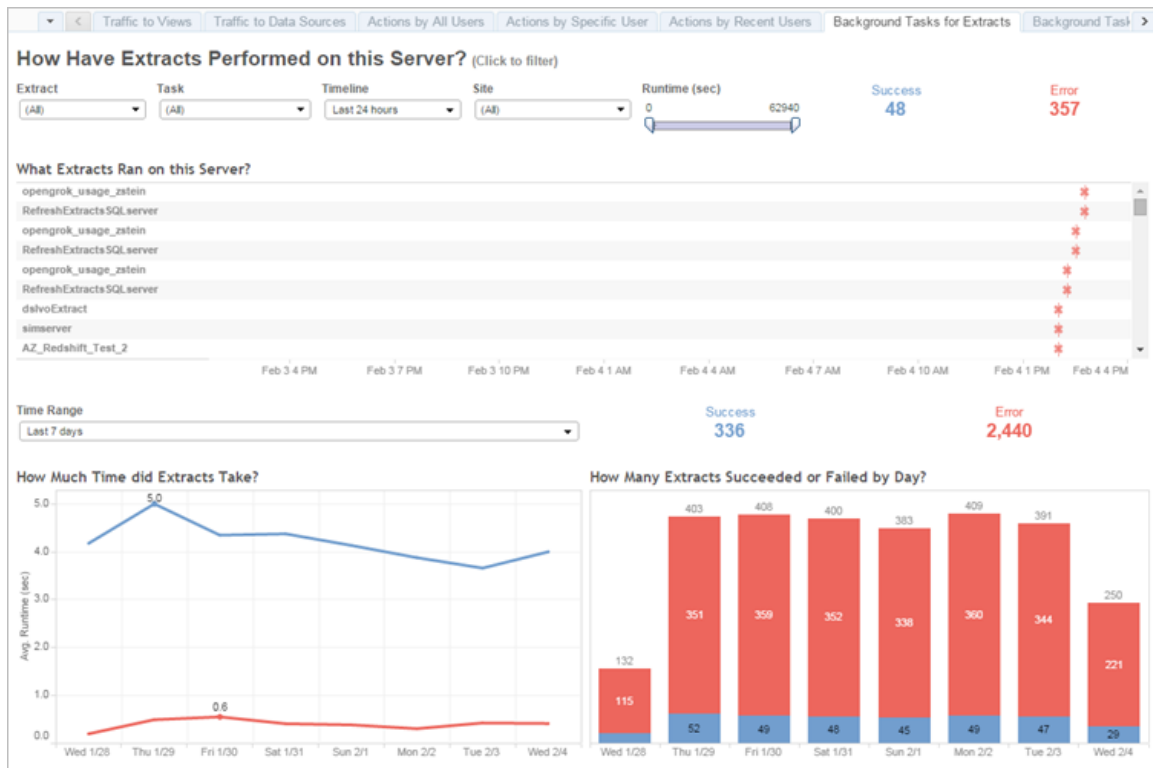 Traffic to Views Traffic to Data Sources Actions by All Users Actions by Specific User Actions by Recent Users Background Tasks for Extracts Background Task
How Have Extracts Performed on this Server? (Click to filter)
Extract Task Timeline Site Runtime (sec) Success Error
(All) (All) Last 24 hours (All) 0 62940 48 357
What Extracts Ran on this Server?
opengrok_usage_zstein
RefreshExtractsSQLserver
opengrok_usage_zstein
RefreshExtractsSQLserver
opengrok_usage_zstein
RefreshExtractsSQLserver
dslvoExtract
simserver
AZ_Redshift_Test_2
Feb 3 4 PM Feb 3 7 PM Feb 3 10 PM Feb 4 1 AM Feb 4 4 AM Feb 4 7 AM Feb 4 10 AM Feb 4 1 PM Feb 4 4 PM
Time Range Success Error
Last 7 days 336 2,440
How Much Time did Extracts Take?
5.0
5.0
4.0
3.0
2.0
1.0
0.6
0.0
Avg. Runtime (sec)
Wed 1/28 Thu 1/29 Fri 1/30 Sat 1/31 Sun 2/1 Mon 2/2 Tue 2/3 Wed 2/4
How Many Extracts Succeeded or Failed by Day?
132 403 408 400 383 409 391 250
115 351 359 352 338 360 344 221
52 49 48 45 49 47 29
Wed 1/28 Thu 1/29 Fri 1/30 Sat 1/31 Sun 2/1 Mon 2/2 Tue 2/3 Wed 2/4